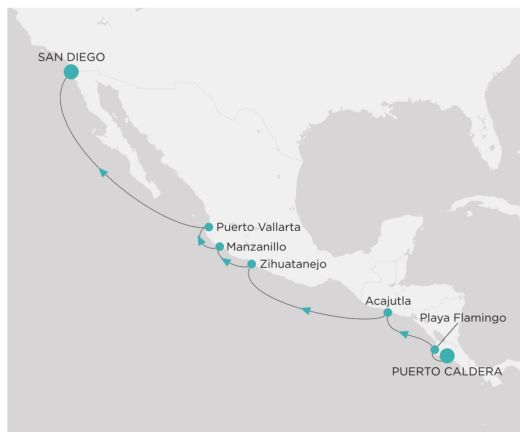 SAN DIEGO
Puerto Vallarta
Manzanillo
Zihuatanejo
Acajutla
Playa Flamingo
PUERTO CALDERA